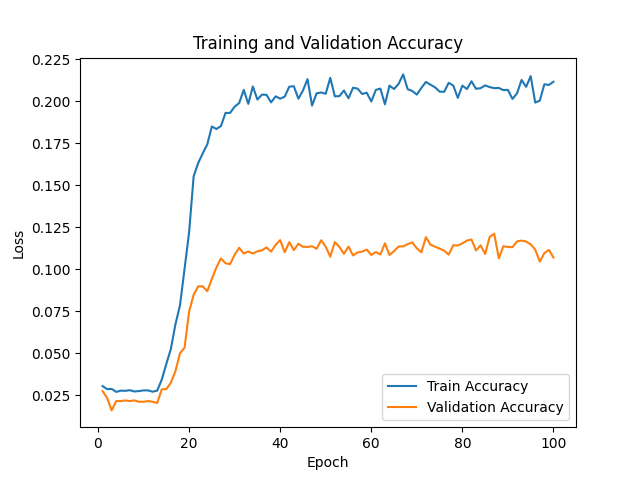 Training and Validation Accuracy
0.225
0.200
0.175
0.150
0.125
0.100
0.075
0.050
0.025
Loss
0 20 40 60 80 100
Epoch
Train Accuracy
Validation Accuracy